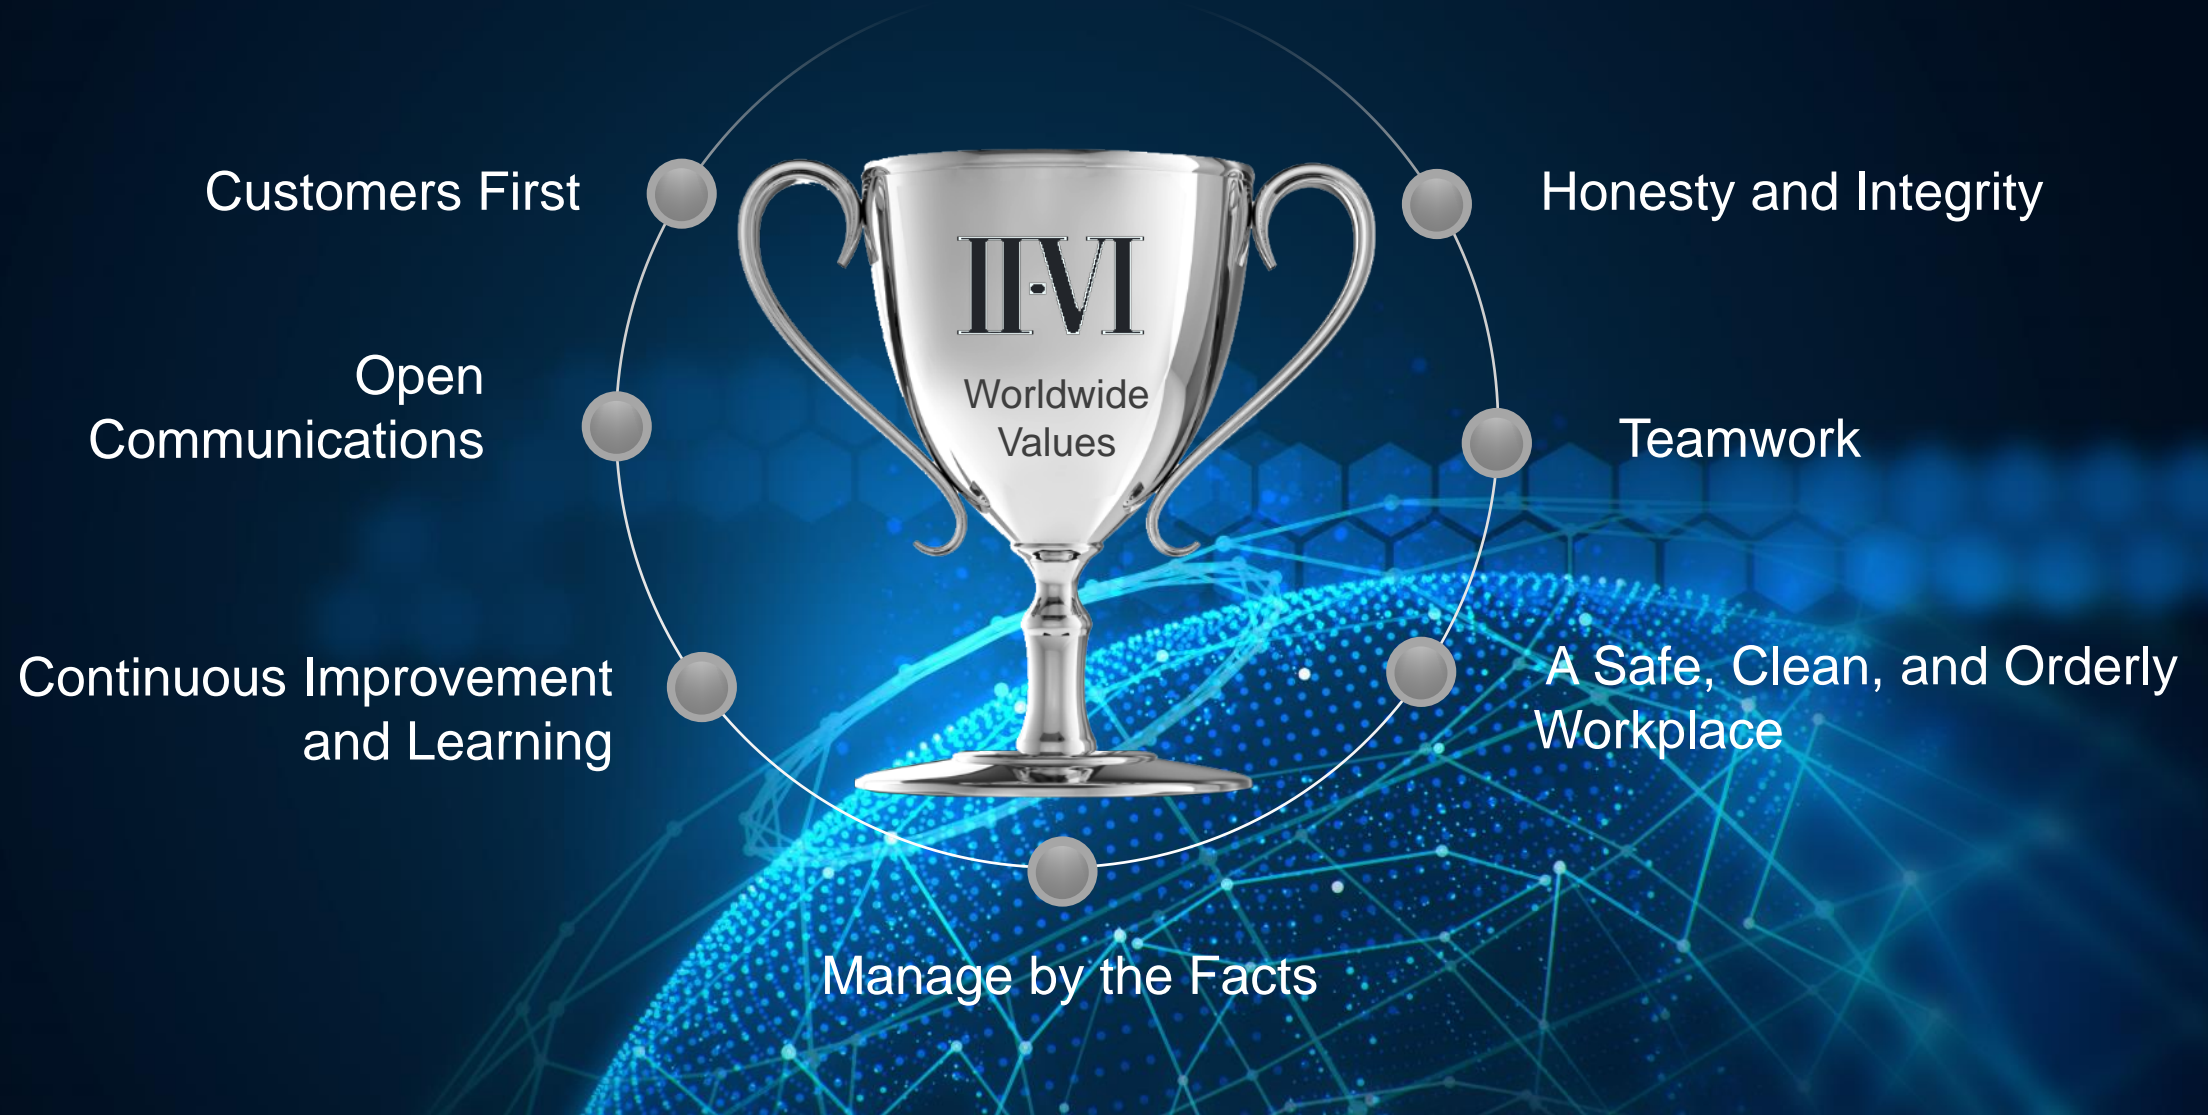 Customers First
Honesty and Integrity
II-VI
Worldwide
Values
Open
Communications
Teamwork
Continuous Improvement
and Learning
A Safe, Clean, and Orderly
Workplace
Manage by the Facts